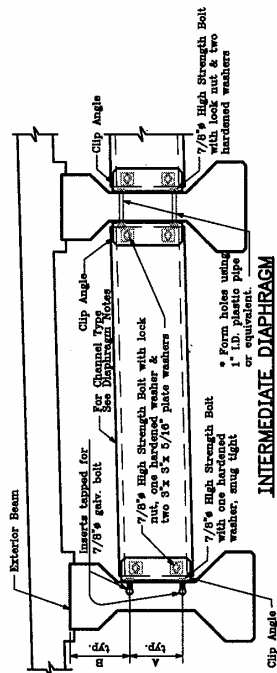 Exterior Beam
Inserts tapped for
7/8"ø galv. bolt
For Channel Type
See Diaphragm Notes
Clip Angle
Clip Angle
B
typ.
A
typ.
7/8"ø High Strength Bolt with lock
nut, one hardened washer &
two 3"x 3"x 5/16" plate washers
7/8"ø High Strength Bolt
with one hardened
washer, snug tight
Clip Angle
7/8"ø High Strength Bolt
with lock nut & two
hardened washers
* Form holes using
1" I.D. plastic pipe
or equivalent.
INTERMEDIATE DIAPHRAGM